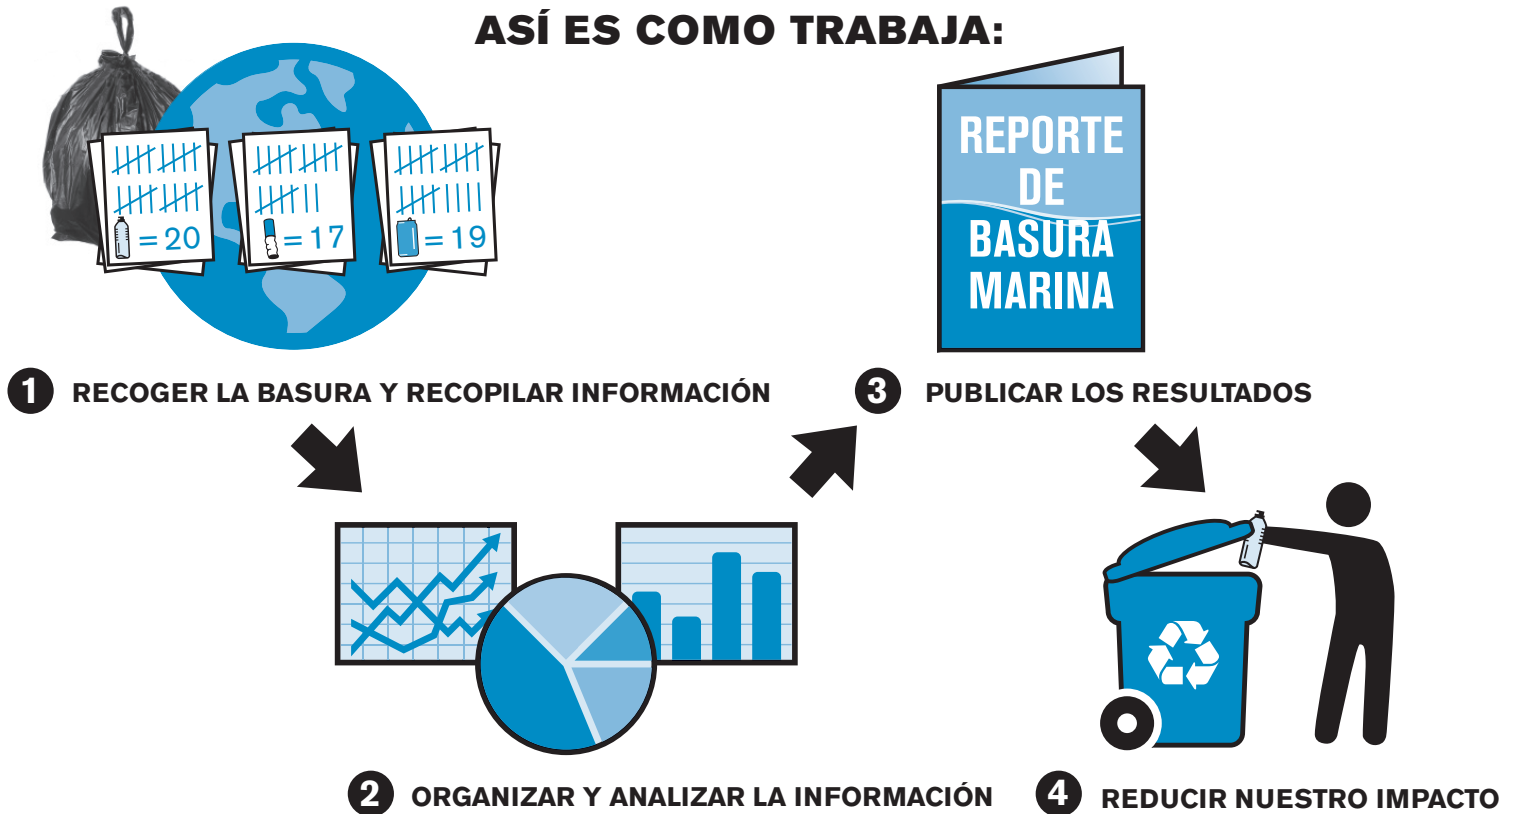 ASÍ ES COMO TRABAJA:
= 20
= 17
= 19
REPORTE
DE
BASURA
MARINA
1 RECOGER LA BASURA Y RECOPILAR INFORMACIÓN
3 PUBLICAR LOS RESULTADOS
2 ORGANIZAR Y ANALIZAR LA INFORMACIÓN
4 REDUCIR NUESTRO IMPACTO